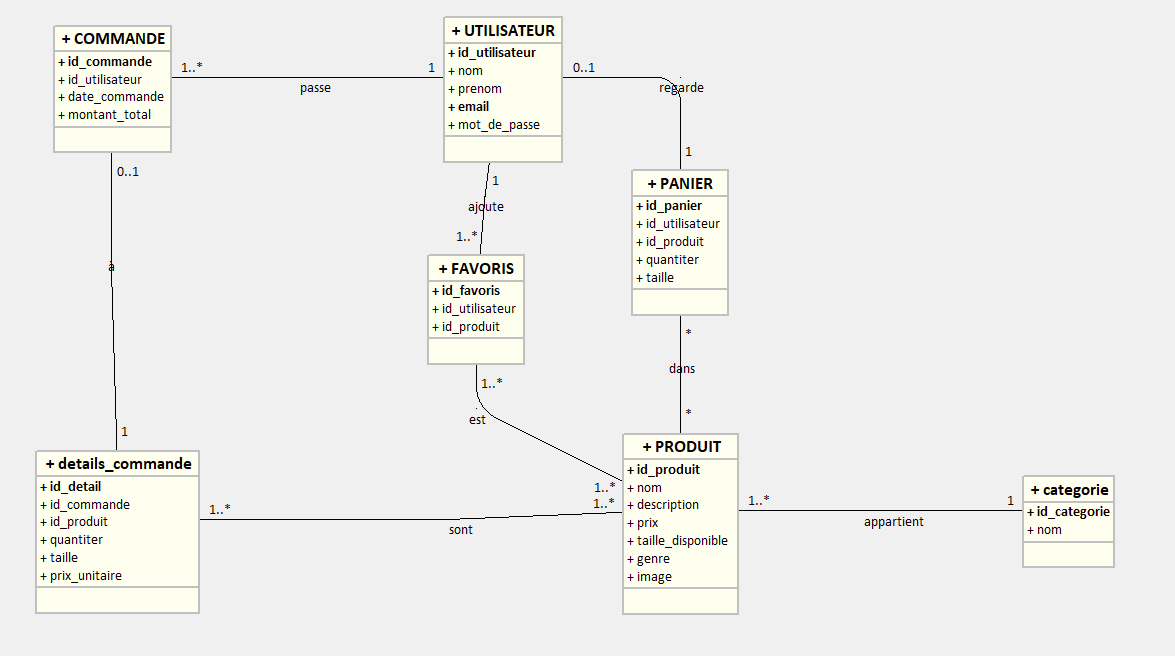 + COMMANDE
+ id_commande
+ id_utilisateur
+ date_commande
+ montant_total
1..*
1
passe
+ UTILISATEUR
+ id_utilisateur
+ nom
+ prenom
+ email
+ mot_de_passe
0..1
regarde
1
+ PANIER
+ id_panier
+ id_utilisateur
+ id_produit
+ quantiter
+ taille
0..1
à
1
1
ajoute
1..*
+ FAVORIS
+ id_favoris
+ id_utilisateur
+ id_produit
1..*
est
1..*
*
dans
*
+ details_commande
+ id_detail
+ id_commande
+ id_produit
+ quantiter
+ taille
+ prix_unitaire
1..*
1..*
sont
+ PRODUIT
+ id_produit
+ nom
+ description
+ prix
+ taille_disponible
+ genre
+ image
1..*
1
appartient
+ categorie
+ id_categorie
+ nom